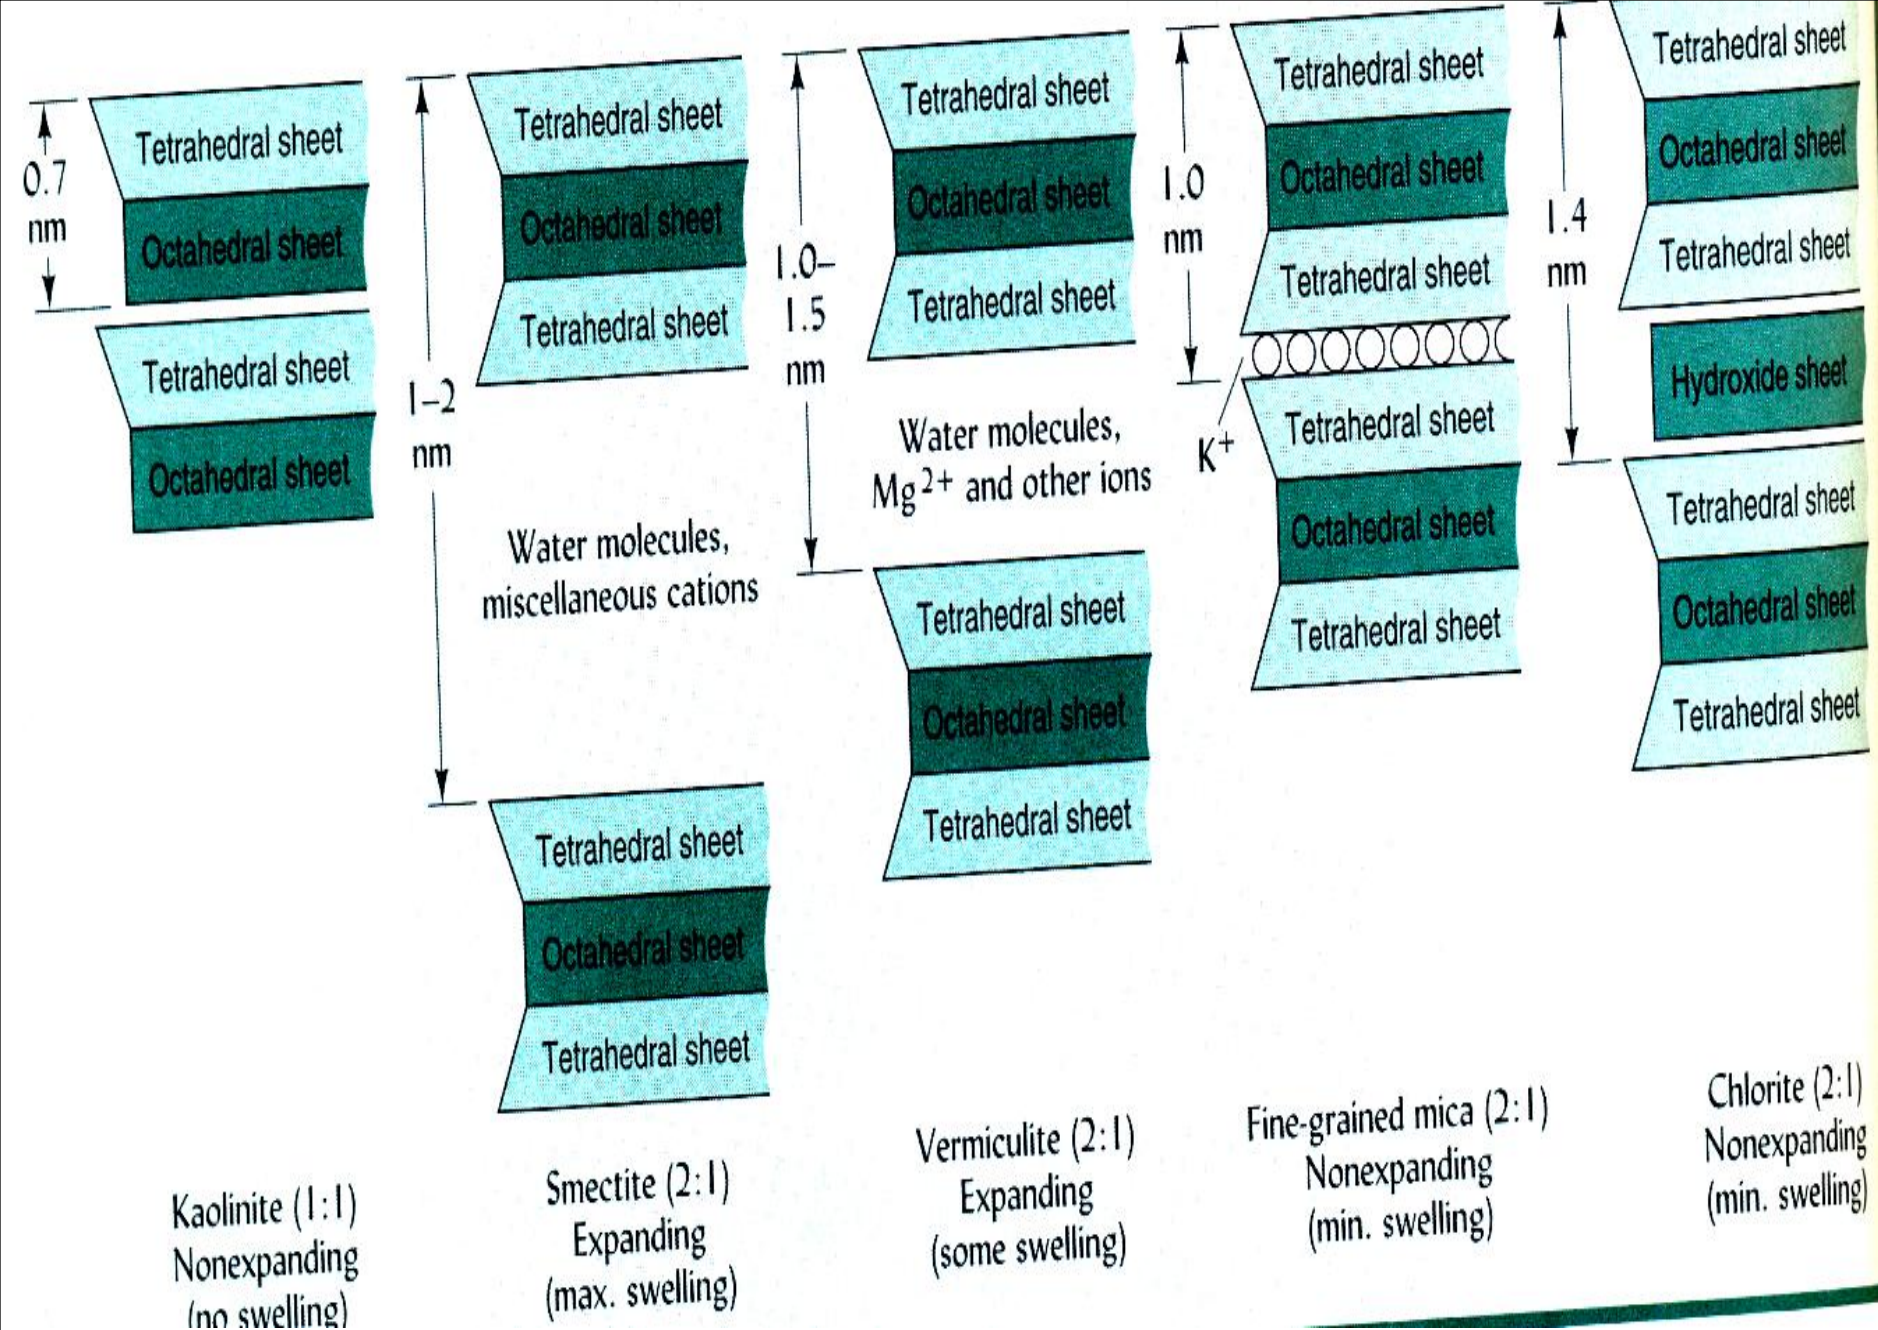 0.7
nm
Tetrahedral sheet
Octahedral sheet
Tetrahedral sheet
Octahedral sheet
Kaolinite (1:1)
Nonexpanding
(no swelling)
1–2
nm
Tetrahedral sheet
Octahedral sheet
Tetrahedral sheet
Water molecules,
miscellaneous cations
Tetrahedral sheet
Octahedral sheet
Tetrahedral sheet
Smectite (2:1)
Expanding
(max. swelling)
1.0–
1.5
nm
Tetrahedral sheet
Octahedral sheet
Tetrahedral sheet
Water molecules,
Mg2+ and other ions
Tetrahedral sheet
Octahedral sheet
Tetrahedral sheet
Vermiculite (2:1)
Expanding
(some swelling)
1.0
nm
Tetrahedral sheet
Octahedral sheet
Tetrahedral sheet
K+
Tetrahedral sheet
Octahedral sheet
Tetrahedral sheet
Fine-grained mica (2:1)
Nonexpanding
(min. swelling)
1.4
nm
Tetrahedral sheet
Octahedral sheet
Tetrahedral sheet
Hydroxide sheet
Tetrahedral sheet
Octahedral sheet
Tetrahedral sheet
Chlorite (2:1)
Nonexpanding
(min. swelling)